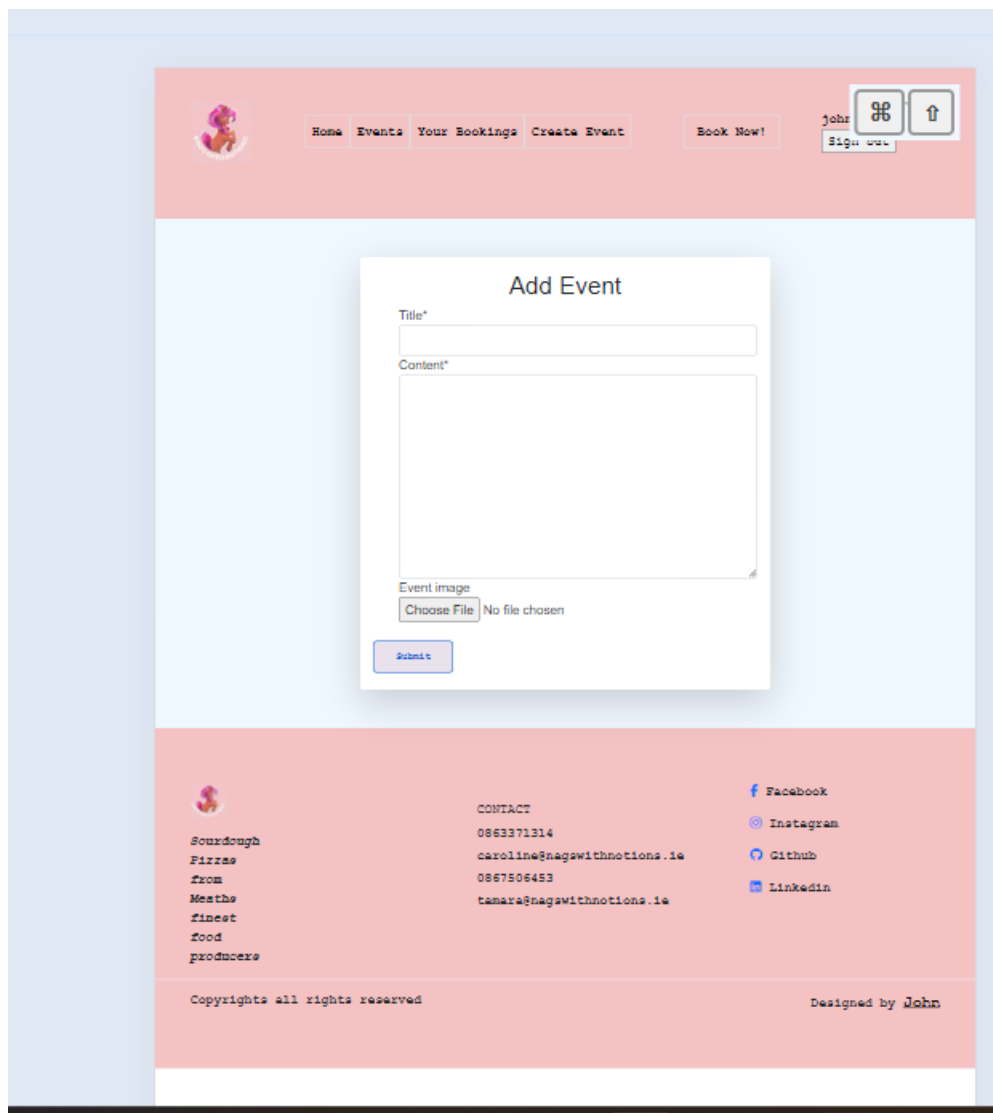 Home Events Your Bookings Create Event Book Now!
john
⌘ ⇧
Sign out
Add Event
Title*
Content*
Event image
Choose File No file chosen
Submit
Sourdough
Pizzas
from
Meaths
finest
food
producers
CONTACT
0863371314
caroline@nagswithnotions.ie
0867506453
tamara@nagswithnotions.ie
Facebook
Instagram
Github
Linkedin
Copyrights all rights reserved
Designed by John